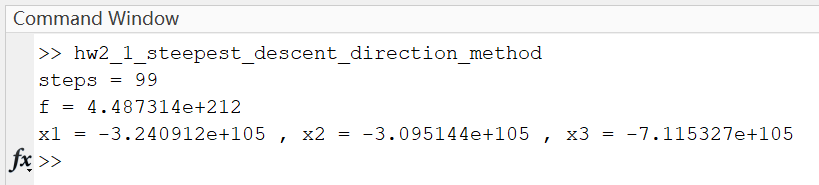 Command Window
>> hw2_1_steepest_descent_direction_method
steps = 99
f = 4.487314e+212
x1 = -3.240912e+105 , x2 = -3.095144e+105 , x3 = -7.115327e+105
fx >>